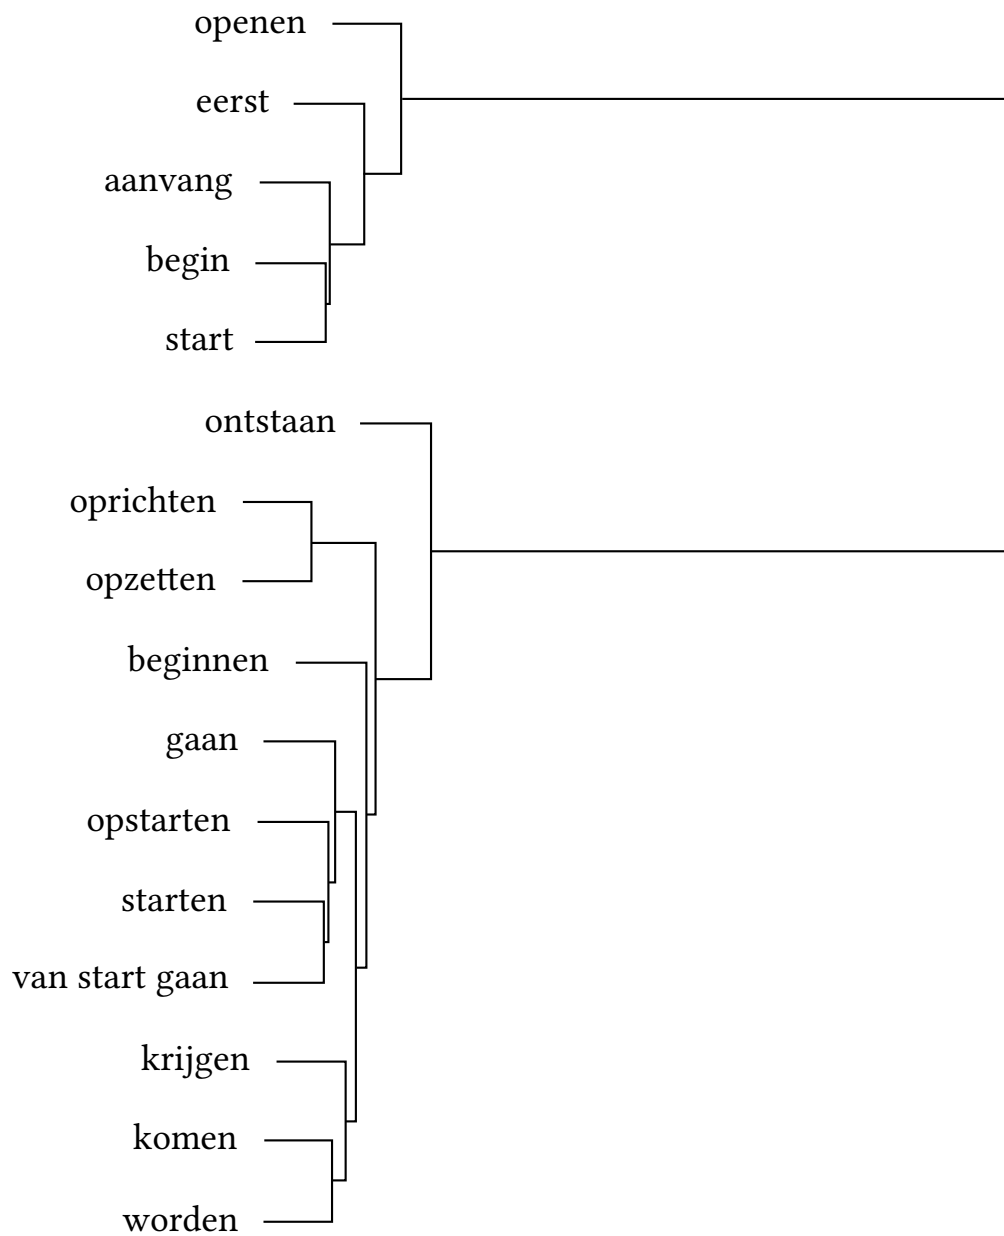 openen
eerst
aanvang
begin
start
ontstaan
oprichten
opzetten
beginnen
gaan
opstarten
starten
van start gaan
krijgen
komen
worden